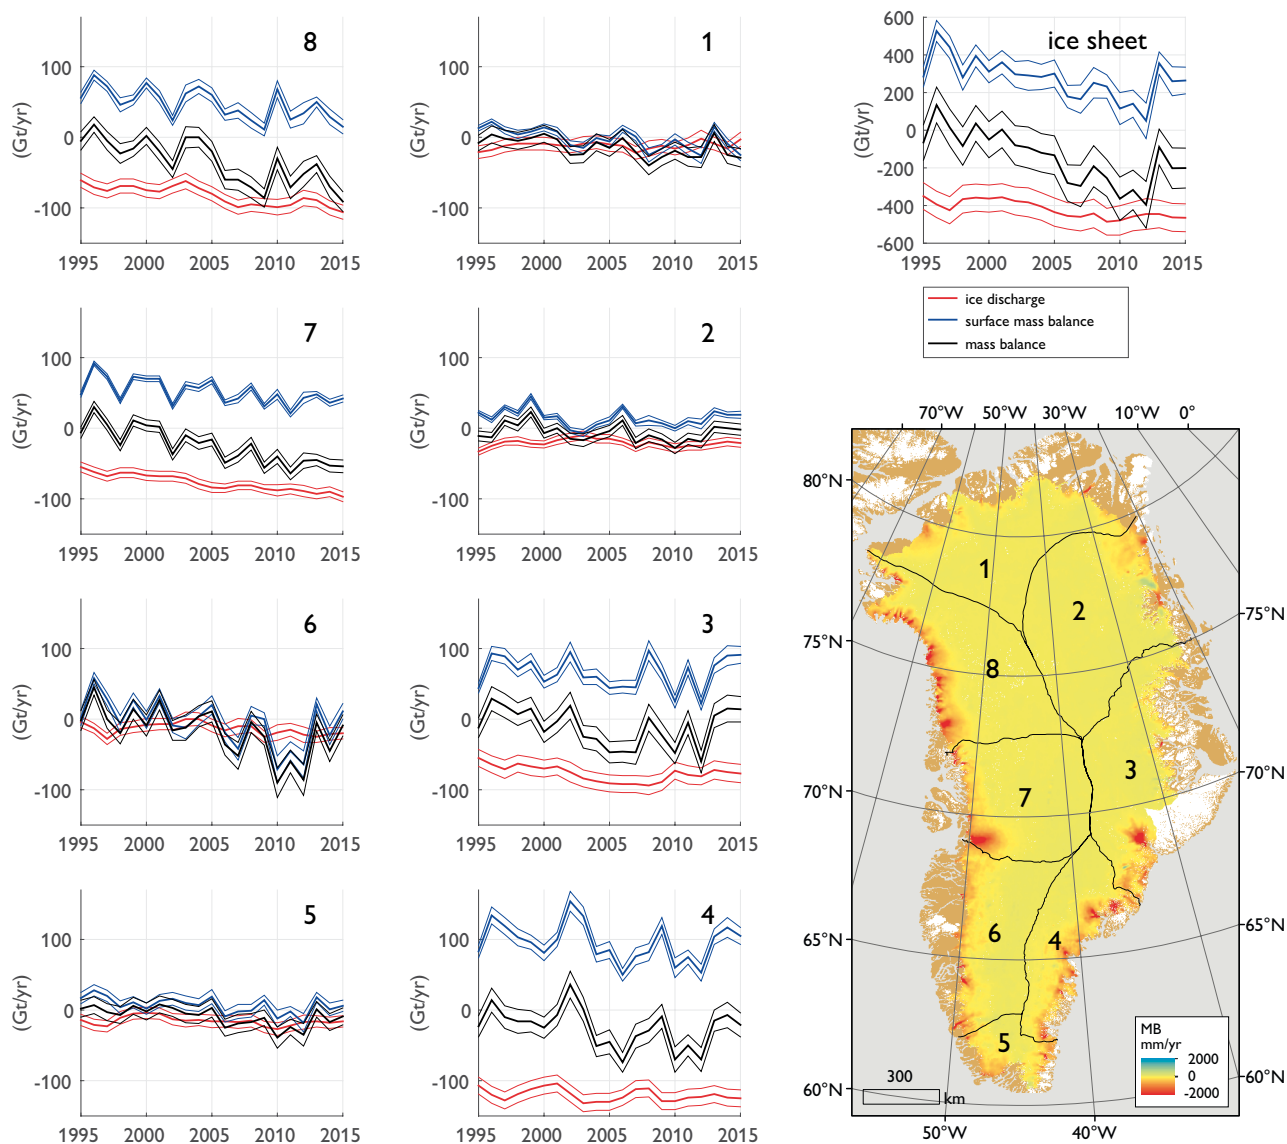 8
100
0
-100
(Gt/yr)
1995 2000 2005 2010 2015
1
100
0
-100
(Gt/yr)
1995 2000 2005 2010 2015
ice sheet
600
400
200
0
-200
-400
-600
(Gt/yr)
1995 2000 2005 2010 2015
ice discharge
surface mass balance
mass balance
7
100
0
-100
(Gt/yr)
1995 2000 2005 2010 2015
2
100
0
-100
(Gt/yr)
1995 2000 2005 2010 2015
6
100
0
-100
(Gt/yr)
1995 2000 2005 2010 2015
3
100
0
-100
(Gt/yr)
1995 2000 2005 2010 2015
5
100
0
-100
(Gt/yr)
1995 2000 2005 2010 2015
4
100
0
-100
(Gt/yr)
1995 2000 2005 2010 2015
70°W 50°W 30°W 10°W 0°
80°N
75°N
70°N
65°N
60°N
75°N
70°N
65°N
60°N
50°W 40°W
1
2
8
3
7
6
4
5
300
km
MB
mm/yr
2000
0
-2000